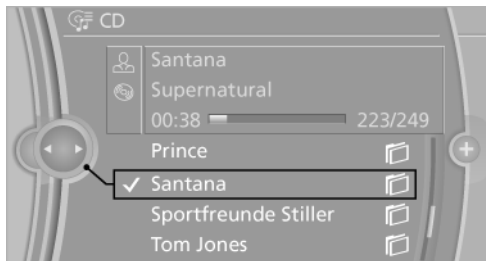 CD
Santana
Supernatural
00:38 223/249
Prince
Santana
Sportfreunde Stiller
Tom Jones